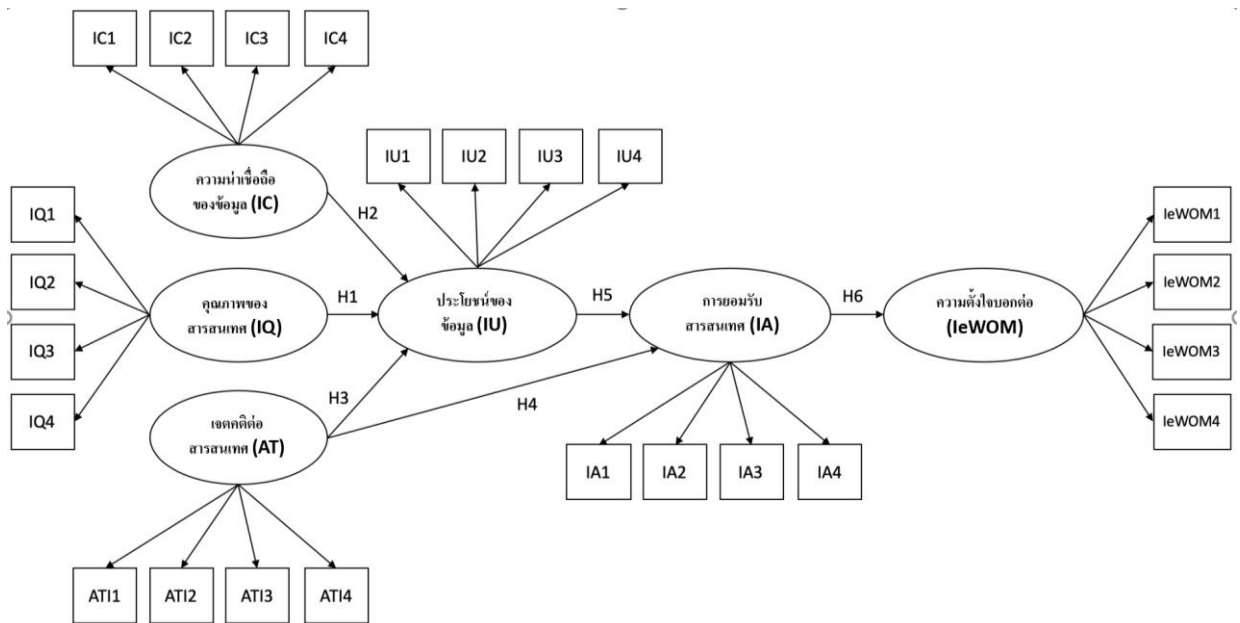 IC1
IC2
IC3
IC4
IU1
IU2
IU3
IU4
ความน่าเชื่อถือ
ของข้อมูล (IC)
H2
IQ1
IQ2
IQ3
IQ4
คุณภาพของ
สารสนเทศ (IQ)
H1
ประโยชน์ของ
ข้อมูล (IU)
H5
การยอมรับ
สารสนเทศ (IA)
H6
ความตั้งใจบอกต่อ
(IeWOM)
IeWOM1
IeWOM2
IeWOM3
IeWOM4
H3
H4
เจตคติต่อ
สารสนเทศ (AT)
IA1
IA2
IA3
IA4
ATI1
ATI2
ATI3
ATI4